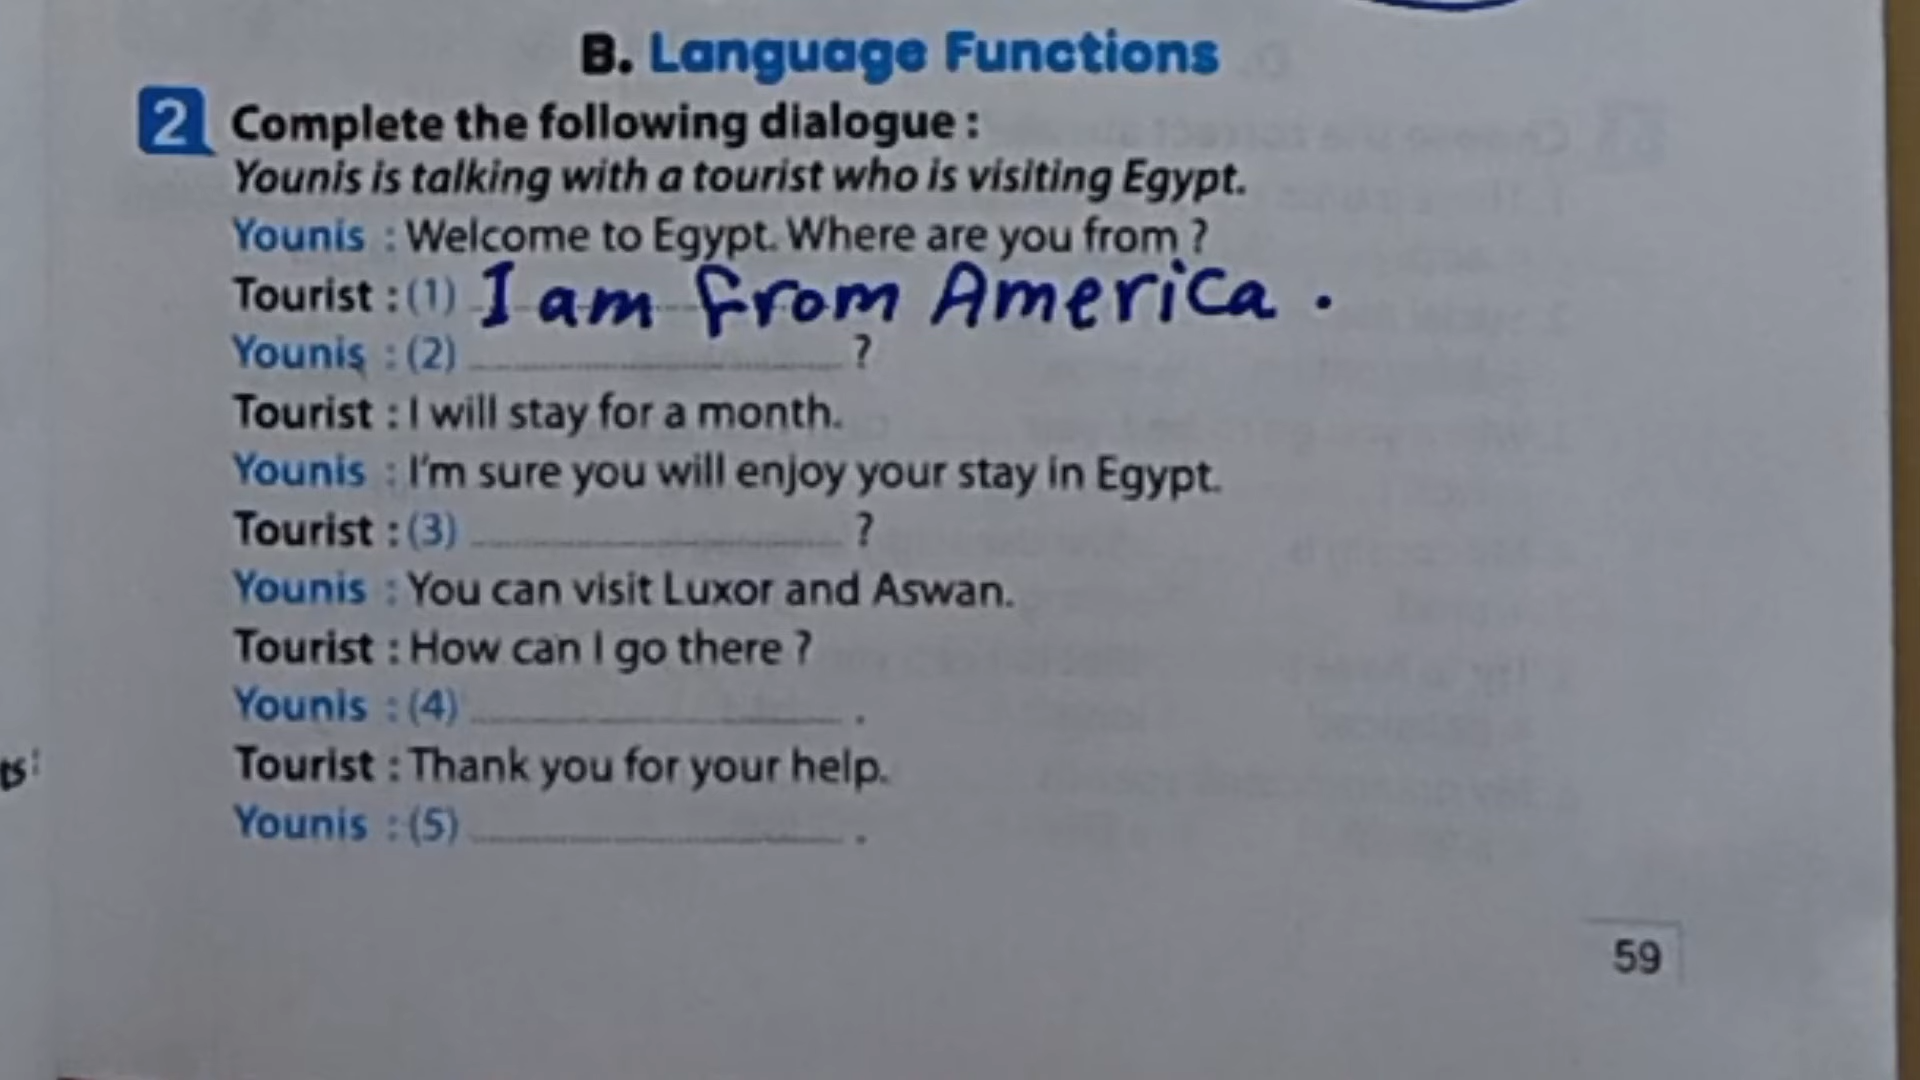 B. Language Functions
2 Complete the following dialogue :
Younis is talking with a tourist who is visiting Egypt.
Younis : Welcome to Egypt. Where are you from ?
Tourist : (1) I am from America .
Younis : (2) ?
Tourist : I will stay for a month.
Younis : I'm sure you will enjoy your stay in Egypt.
Tourist : (3) ?
Younis : You can visit Luxor and Aswan.
Tourist : How can I go there ?
Younis : (4) .
Tourist : Thank you for your help.
Younis : (5) .
59